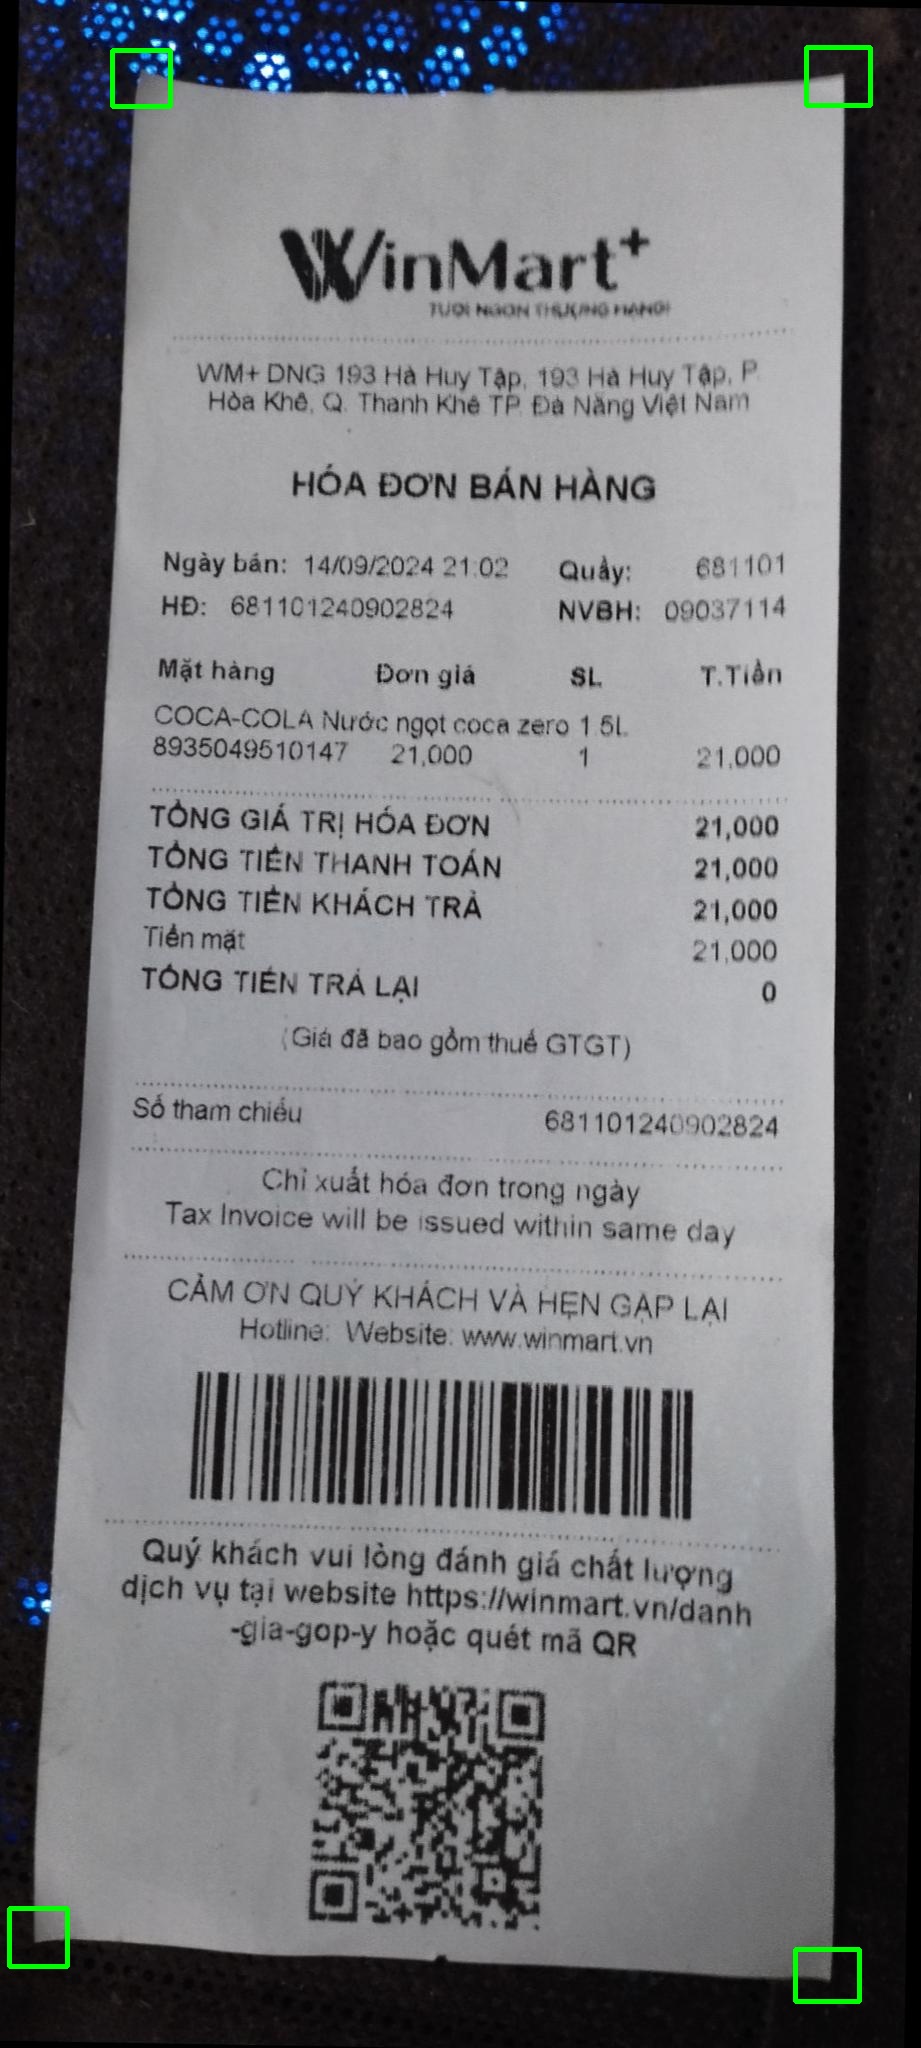 WinMart+
TƯƠI NGON THƯỢNG HẠNG!
WM+ DNG 193 Hà Huy Tập, 193 Hà Huy Tập, P.
Hòa Khê, Q. Thanh Khê TP. Đà Nẵng Việt Nam
HÓA ĐƠN BÁN HÀNG
Ngày bán: 14/09/2024 21:02 Quầy: 681101
HĐ: 681101240902824 NVBH: 09037114
Mặt hàng Đơn giá SL T.Tiền
COCA-COLA Nước ngọt coca zero 1.5L
8935049510147 21,000 1 21,000
TỔNG GIÁ TRỊ HÓA ĐƠN 21,000
TỔNG TIỀN THANH TOÁN 21,000
TỔNG TIỀN KHÁCH TRẢ 21,000
Tiền mặt 21,000
TỔNG TIỀN TRẢ LẠI 0
(Giá đã bao gồm thuế GTGT)
Số tham chiếu 681101240902824
Chỉ xuất hóa đơn trong ngày
Tax Invoice will be issued within same day
CẢM ƠN QUÝ KHÁCH VÀ HẸN GẶP LẠI
Hotline: Website: www.winmart.vn
Quý khách vui lòng đánh giá chất lượng
dịch vụ tại website https://winmart.vn/danh
-gia-gop-y hoặc quét mã QR